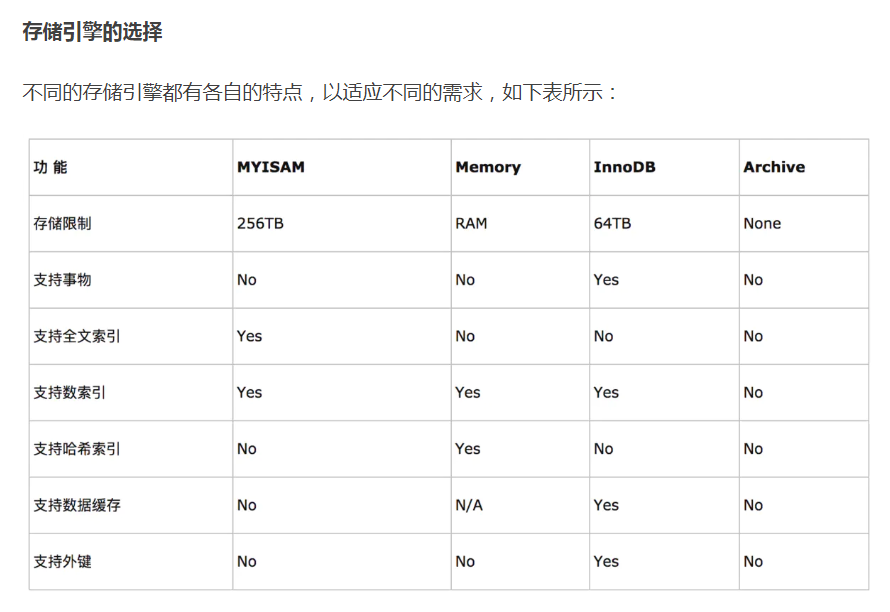 存储引擎的选择
不同的存储引擎都有各自的特点，以适应不同的需求，如下表所示：
功 能 MYISAM Memory InnoDB Archive
存储限制 256TB RAM 64TB None
支持事物 No No Yes No
支持全文索引 Yes No No No
支持数索引 Yes Yes Yes No
支持哈希索引 No Yes No No
支持数据缓存 No N/A Yes No
支持外键 No No Yes No